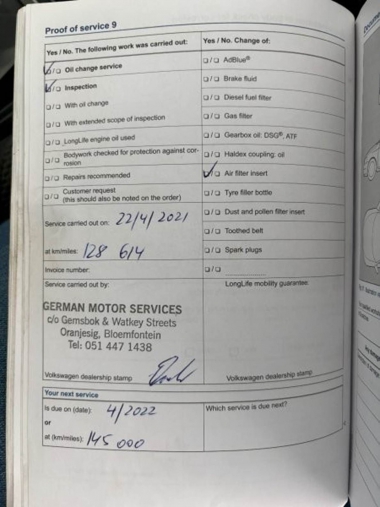 Proof of service 9
Yes / No. The following work was carried out:
Oil change service
Inspection
With oil change
With extended scope of inspection
LongLife engine oil used
Bodywork checked for protection against cor-
rosion
Repairs recommended
Customer request
(this should also be noted on the order)
Service carried out on: 22/4/2021
at km/miles: 128 614
Invoice number:
Service carried out by:
GERMAN MOTOR SERVICES
c/o Gemsbok & Watkey Streets
Oranjesig, Bloemfontein
Tel: 051 447 1438
Volkswagen dealership stamp
Yes / No. Change of:
AdBlue®
Brake fluid
Diesel fuel filter
Gas filter
Gearbox oil: DSG®, ATF
Haldex coupling: oil
Air filter insert
Tyre filler bottle
Dust and pollen filter insert
Toothed belt
Spark plugs
LongLife mobility guarantee:
Volkswagen dealership stamp
Your next service
Is due on (date): 4/2022
or
at (km/miles): 145 000
Which service is due next?